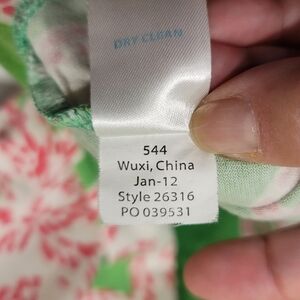 DRY CLEAN
544
Wuxi, China
Jan-12
Style 26316
PO 039531